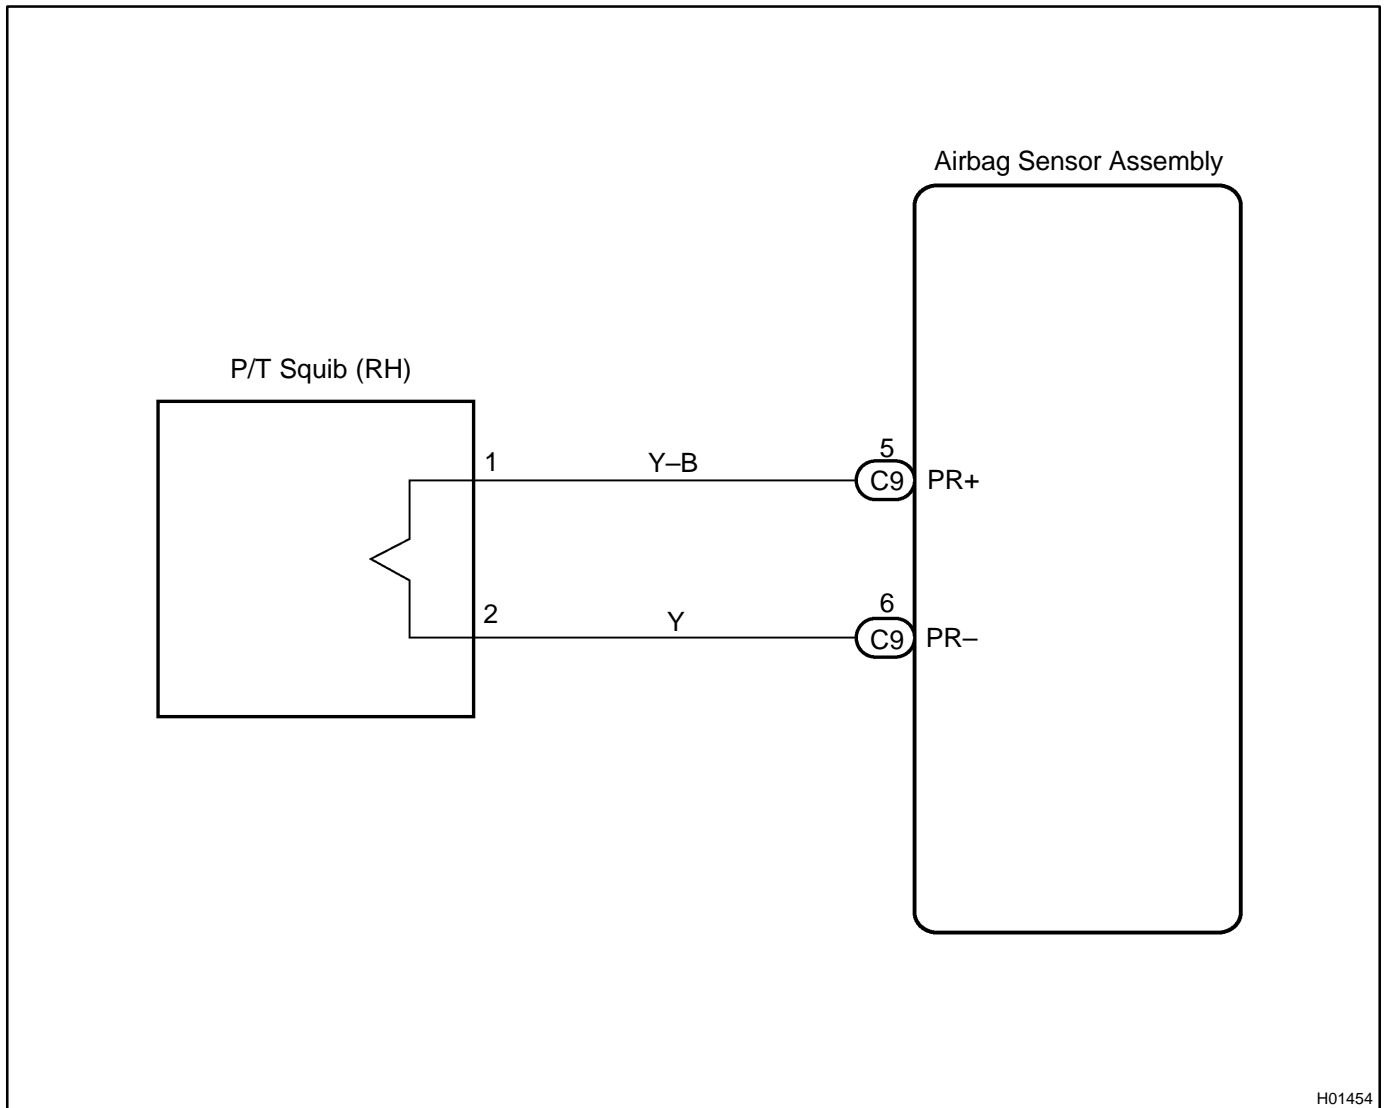 Airbag Sensor Assembly
P/T Squib (RH)
1 Y–B 5 C9 PR+
2 Y 6 C9 PR–
H01454